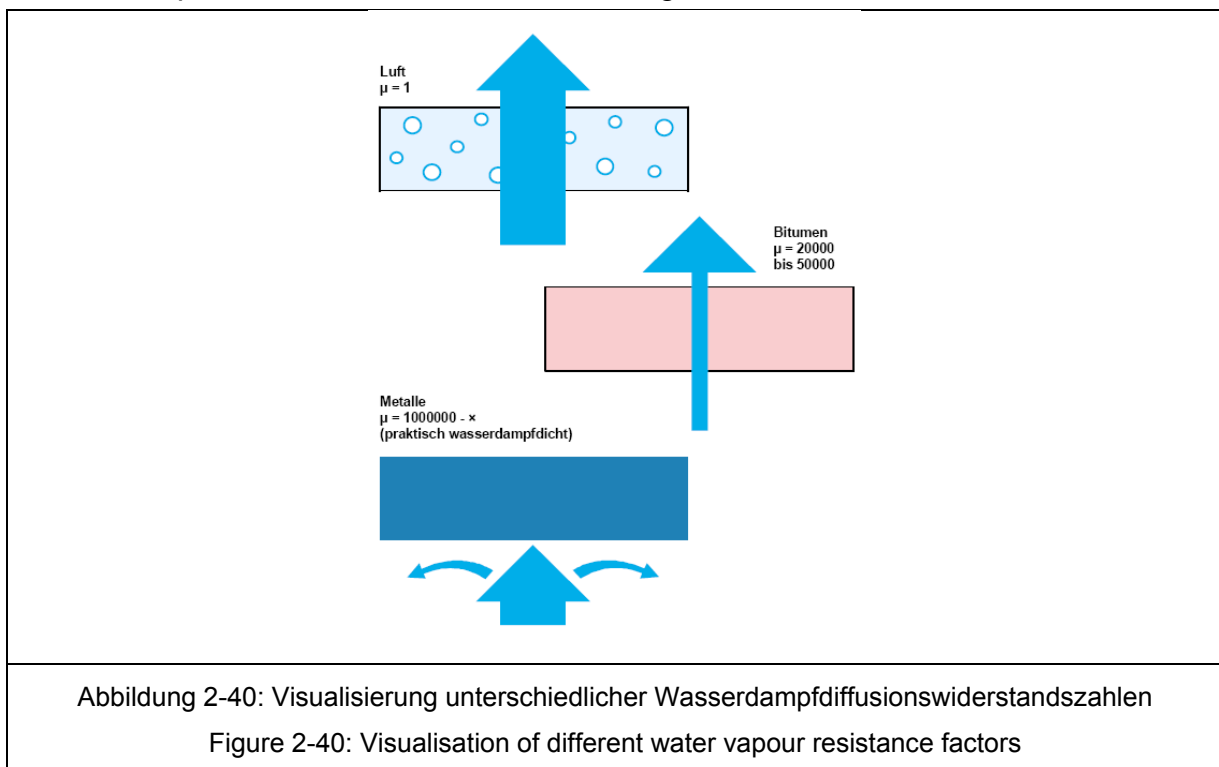 Luft
µ = 1
Bitumen
µ = 20000
bis 50000
Metalle
µ = 1000000 - ×
(praktisch wasserdampfdicht)
Abbildung 2-40: Visualisierung unterschiedlicher Wasserdampfdiffusionswiderstandszahlen
Figure 2-40: Visualisation of different water vapour resistance factors